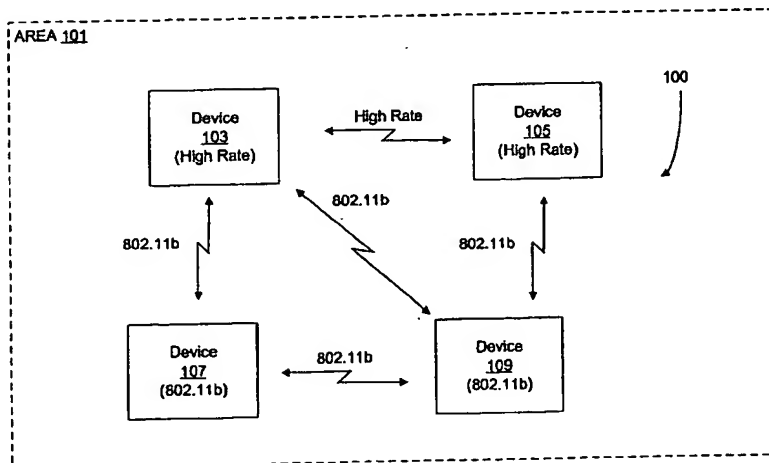 AREA 101
100
Device
103
(High Rate)
High Rate
Device
105
(High Rate)
802.11b
802.11b
802.11b
Device
107
(802.11b)
802.11b
Device
109
(802.11b)